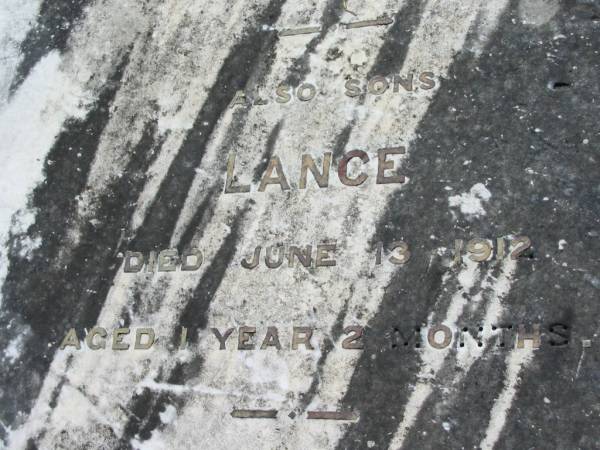 ALSO SONS
LANCE
DIED JUNE 13 1912
AGED 1 YEAR 2 MONTHS.